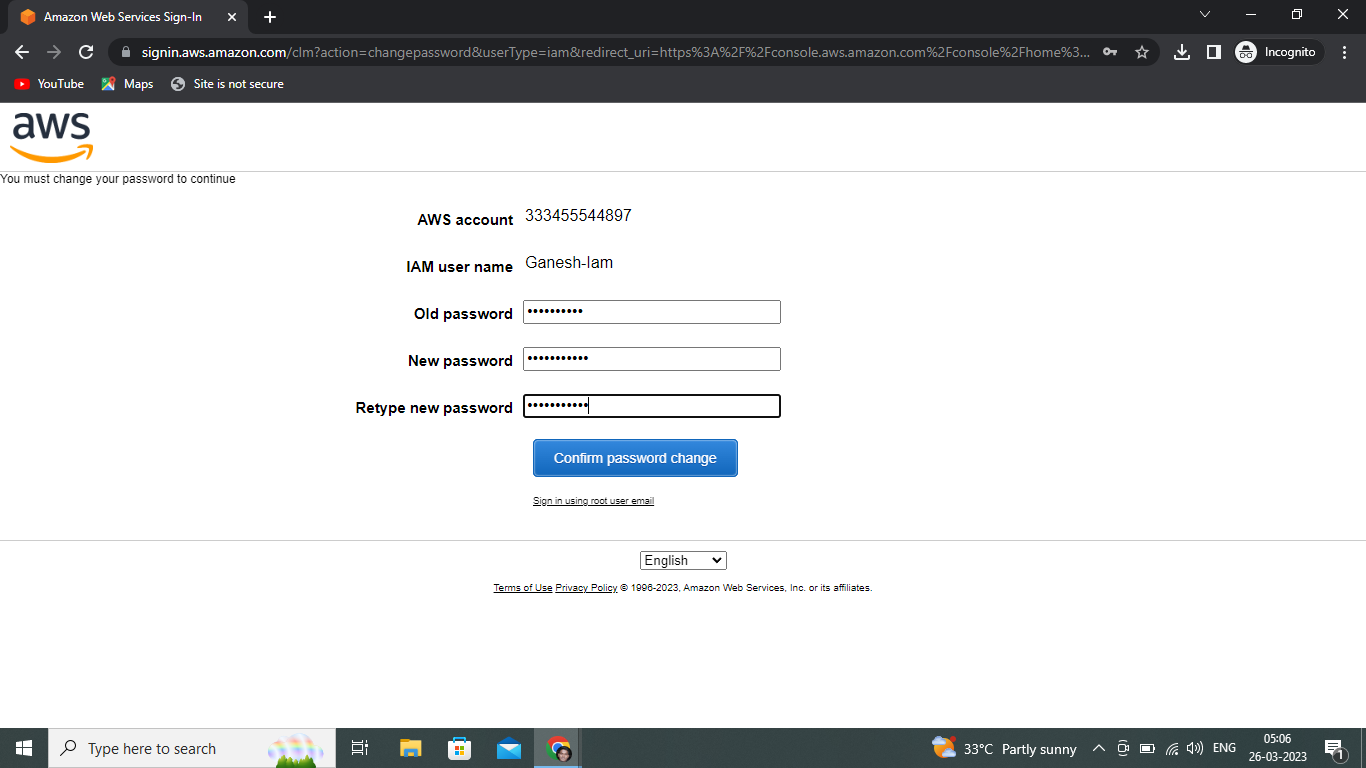 Amazon Web Services Sign-In
signin.aws.amazon.com/clm?action=changepassword&userType=iam&redirect_uri=https%3A%2F%2Fconsole.aws.amazon.com%2Fconsole%2Fhome%3...
Incognito
YouTube
Maps
Site is not secure
aws
You must change your password to continue
AWS account 333455544897
IAM user name Ganesh-Iam
Old password ••••••••••
New password •••••••••••
Retype new password •••••••••••
Confirm password change
Sign in using root user email
English
Terms of Use Privacy Policy © 1996-2023, Amazon Web Services, Inc. or its affiliates.
Type here to search
33°C Partly sunny
ENG
05:06
26-03-2023
1